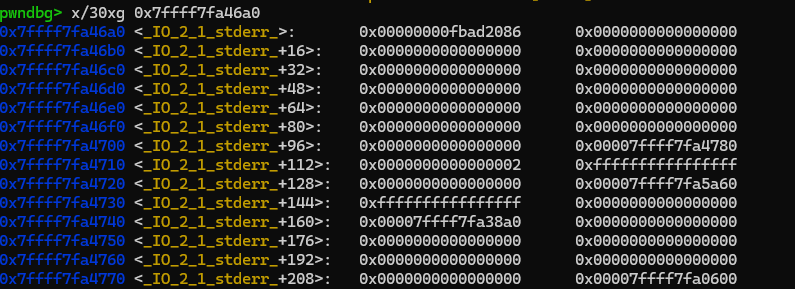 pwndbg> x/30xg 0x7ffff7fa46a0
0x7ffff7fa46a0 <_IO_2_1_stderr_>: 0x00000000fbad2086 0x0000000000000000
0x7ffff7fa46b0 <_IO_2_1_stderr_+16>: 0x0000000000000000 0x0000000000000000
0x7ffff7fa46c0 <_IO_2_1_stderr_+32>: 0x0000000000000000 0x0000000000000000
0x7ffff7fa46d0 <_IO_2_1_stderr_+48>: 0x0000000000000000 0x0000000000000000
0x7ffff7fa46e0 <_IO_2_1_stderr_+64>: 0x0000000000000000 0x0000000000000000
0x7ffff7fa46f0 <_IO_2_1_stderr_+80>: 0x0000000000000000 0x0000000000000000
0x7ffff7fa4700 <_IO_2_1_stderr_+96>: 0x0000000000000000 0x00007ffff7fa4780
0x7ffff7fa4710 <_IO_2_1_stderr_+112>: 0x0000000000000002 0xffffffffffffffff
0x7ffff7fa4720 <_IO_2_1_stderr_+128>: 0x0000000000000000 0x00007ffff7fa5a60
0x7ffff7fa4730 <_IO_2_1_stderr_+144>: 0xffffffffffffffff 0x0000000000000000
0x7ffff7fa4740 <_IO_2_1_stderr_+160>: 0x00007ffff7fa38a0 0x0000000000000000
0x7ffff7fa4750 <_IO_2_1_stderr_+176>: 0x0000000000000000 0x0000000000000000
0x7ffff7fa4760 <_IO_2_1_stderr_+192>: 0x0000000000000000 0x0000000000000000
0x7ffff7fa4770 <_IO_2_1_stderr_+208>: 0x0000000000000000 0x00007ffff7fa0600